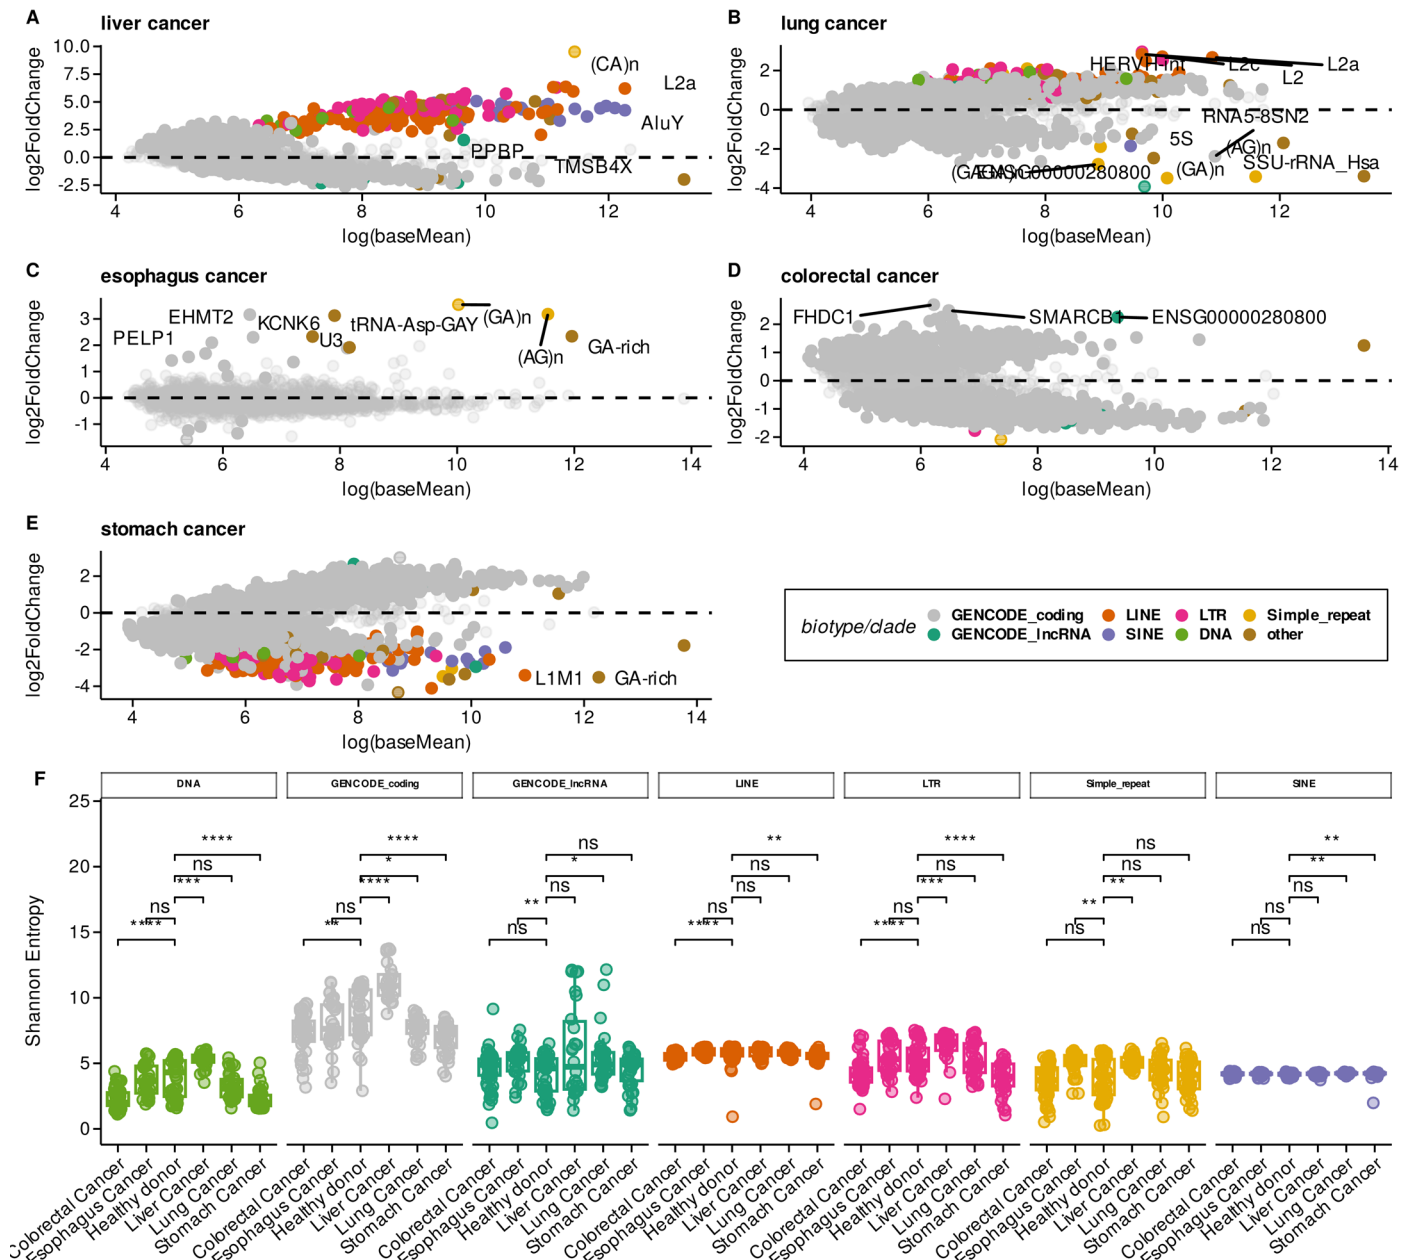 A
liver cancer
log2FoldChange
10.0
7.5
5.0
2.5
0.0
-2.5
(CA)n
L2a
AluY
PPBP
TMSB4X
4 6 8 10 12
log(baseMean)
B
lung cancer
log2FoldChange
2
0
-2
-4
HERVH-int
L2c
L2
L2a
RNA5-8SN2
5S
(AG)n
(GA)n
SSU-rRNA_Hsa
ENSG00000280800
4 6 8 10 12
log(baseMean)
C
esophagus cancer
log2FoldChange
3
2
1
0
-1
EHMT2
PELP1
KCNK6
U3
tRNA-Asp-GAY
(GA)n
(AG)n
GA-rich
4 6 8 10 12 14
log(baseMean)
D
colorectal cancer
log2FoldChange
2
1
0
-1
-2
FHDC1
SMARCB1
ENSG00000280800
4 6 8 10 12 14
log(baseMean)
E
stomach cancer
log2FoldChange
2
0
-2
-4
L1M1
GA-rich
4 6 8 10 12 14
log(baseMean)
biotype/clade
GENCODE_coding LINE LTR Simple_repeat
GENCODE_lncRNA SINE DNA other
F
DNA GENCODE_coding GENCODE_lncRNA LINE LTR Simple_repeat SINE
Shannon Entropy
25
20
15
10
5
0
**** **** ns ** **** ns **
ns * * ns ns ns **
*** **** ns ns *** ** ns
ns ns ** ns ns ** ns
**** ** ns **** **** ns ns
Colorectal Cancer Esophagus Cancer Healthy donor Liver Cancer Lung Cancer Stomach Cancer
Colorectal Cancer Esophagus Cancer Healthy donor Liver Cancer Lung Cancer Stomach Cancer
Colorectal Cancer Esophagus Cancer Healthy donor Liver Cancer Lung Cancer Stomach Cancer
Colorectal Cancer Esophagus Cancer Healthy donor Liver Cancer Lung Cancer Stomach Cancer
Colorectal Cancer Esophagus Cancer Healthy donor Liver Cancer Lung Cancer Stomach Cancer
Colorectal Cancer Esophagus Cancer Healthy donor Liver Cancer Lung Cancer Stomach Cancer
Colorectal Cancer Esophagus Cancer Healthy donor Liver Cancer Lung Cancer Stomach Cancer